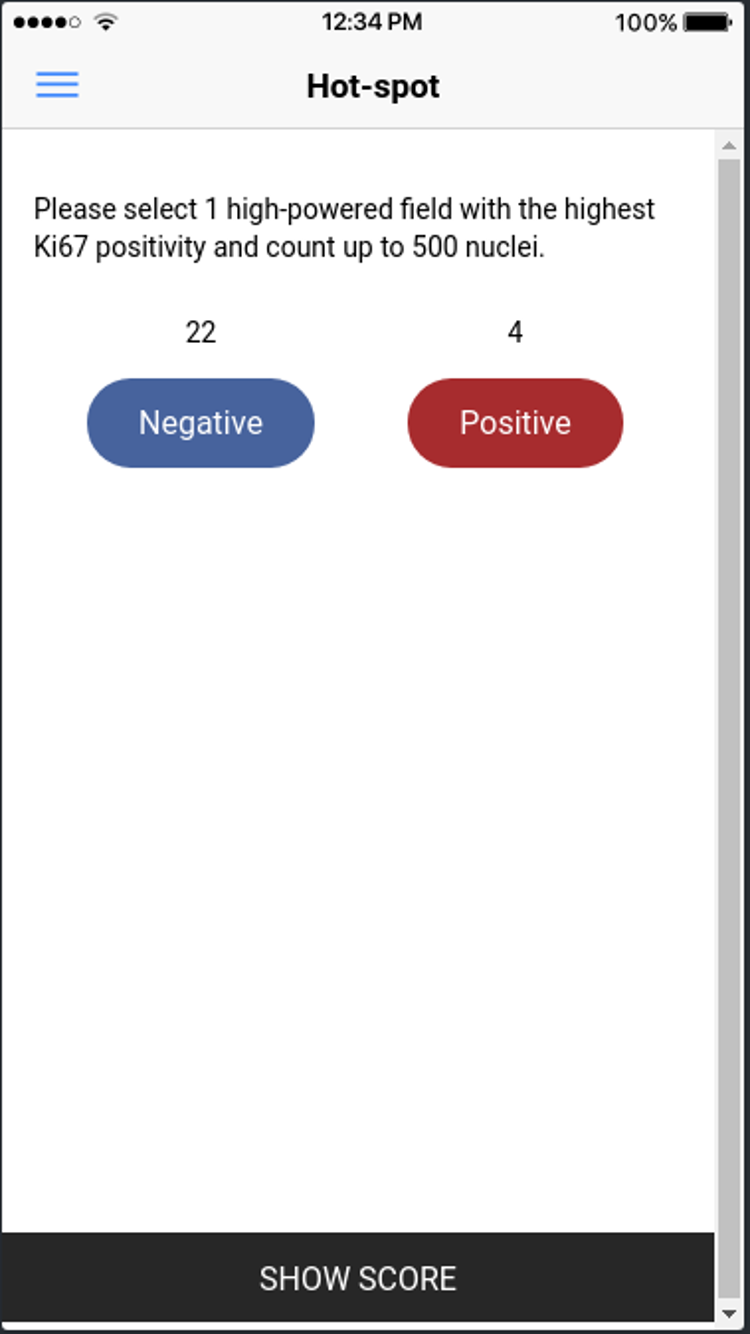 12:34 PM 100%
Hot-spot
Please select 1 high-powered field with the highest
Ki67 positivity and count up to 500 nuclei.
22 4
Negative Positive
SHOW SCORE